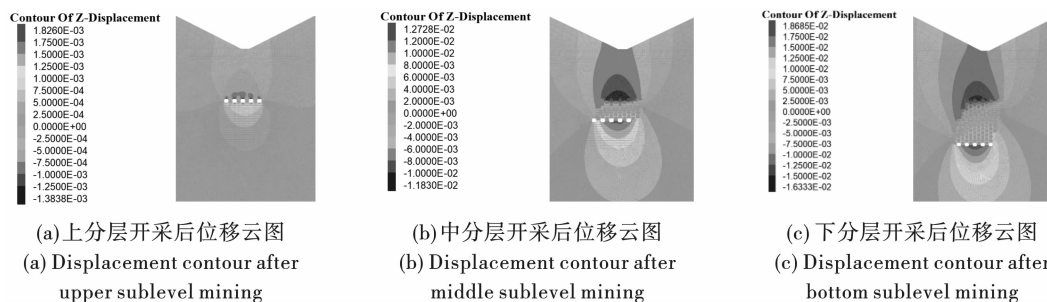 Contour Of Z-Displacement
1.8260E-03
1.7500E-03
1.5000E-03
1.2500E-03
1.0000E-03
7.5000E-04
5.0000E-04
2.5000E-04
0.0000E+00
-2.5000E-04
-5.0000E-04
-7.5000E-04
-1.0000E-03
-1.2500E-03
-1.3838E-03
(a)上分层开采后位移云图
(a) Displacement contour after
upper sublevel mining
Contour Of Z-Displacement
1.2728E-02
1.2000E-02
1.0000E-02
8.0000E-03
6.0000E-03
4.0000E-03
2.0000E-03
0.0000E+00
-2.0000E-03
-4.0000E-03
-6.0000E-03
-8.0000E-03
-1.0000E-02
-1.1830E-02
(b)中分层开采后位移云图
(b) Displacement contour after
middle sublevel mining
Contour Of Z-Displacement
1.8685E-02
1.7500E-02
1.5000E-02
1.2500E-02
1.0000E-02
7.5000E-03
5.0000E-03
2.5000E-03
0.0000E+00
-2.5000E-03
-5.0000E-03
-7.5000E-03
-1.0000E-02
-1.2500E-02
-1.5000E-02
-1.6333E-02
(c)下分层开采后位移云图
(c) Displacement contour after
bottom sublevel mining